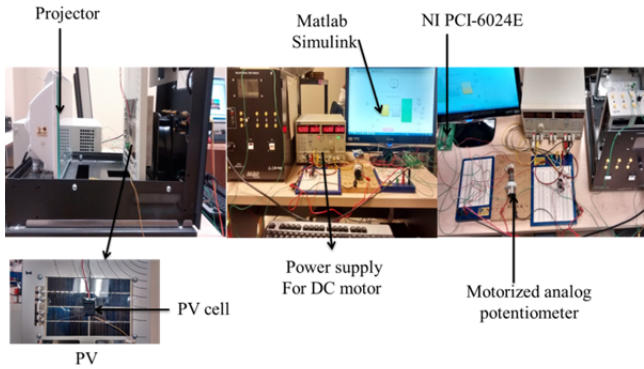 Projector
Matlab
Simulink
NI PCI-6024E
Power supply
For DC motor
Motorized analog
potentiometer
PV cell
PV